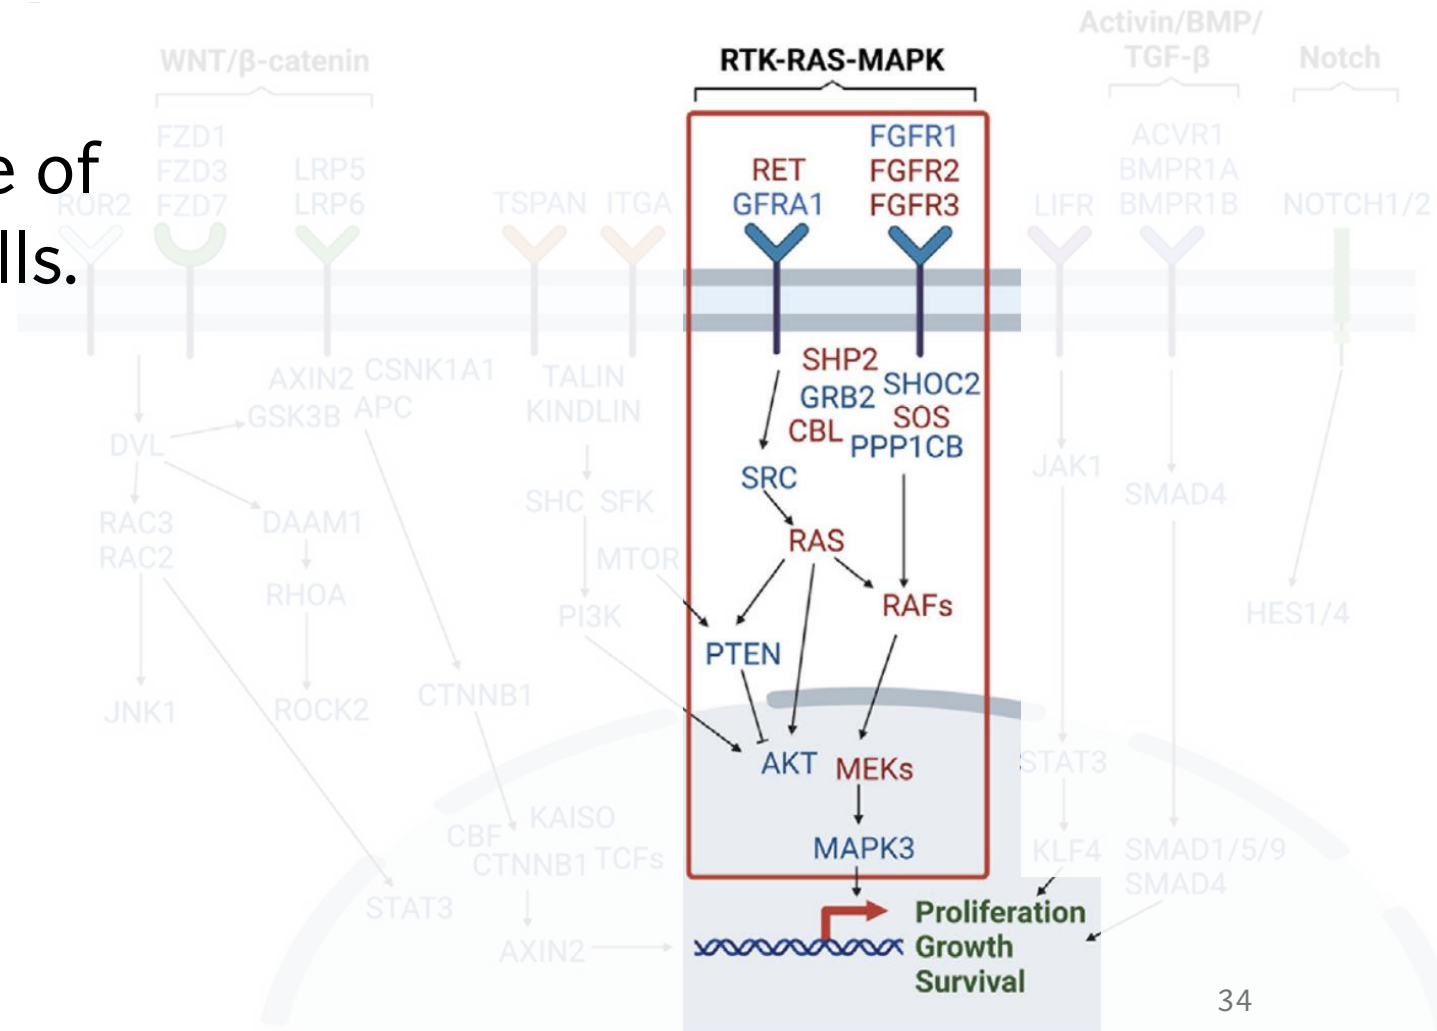 e of
lls.
WNT/β-catenin
RTK-RAS-MAPK
Activin/BMP/
TGF-β
Notch
ROR2
FZD1
FZD3
FZD7
LRP5
LRP6
TSPAN
ITGA
RET
GFRA1
FGFR1
FGFR2
FGFR3
LIFR
ACVR1
BMPR1A
BMPR1B
NOTCH1/2
DVL
AXIN2
CSNK1A1
GSK3B
APC
RAC3
RAC2
DAAM1
RHOA
JNK1
ROCK2
CTNNB1
STAT3
CBF
KAISO
CTNNB1
TCFs
AXIN2
TALIN
KINDLIN
SHC
SFK
MTOR
PI3K
SHP2
GRB2
SHOC2
CBL
SOS
PPP1CB
SRC
RAS
RAFs
PTEN
AKT
MEKs
MAPK3
JAK1
STAT3
KLF4
SMAD4
SMAD1/5/9
SMAD4
HES1/4
Proliferation
Growth
Survival
34